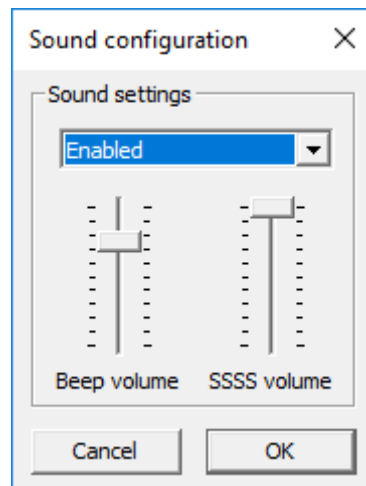 Sound configuration
Sound settings
Enabled
Beep volume SSSS volume
Cancel OK